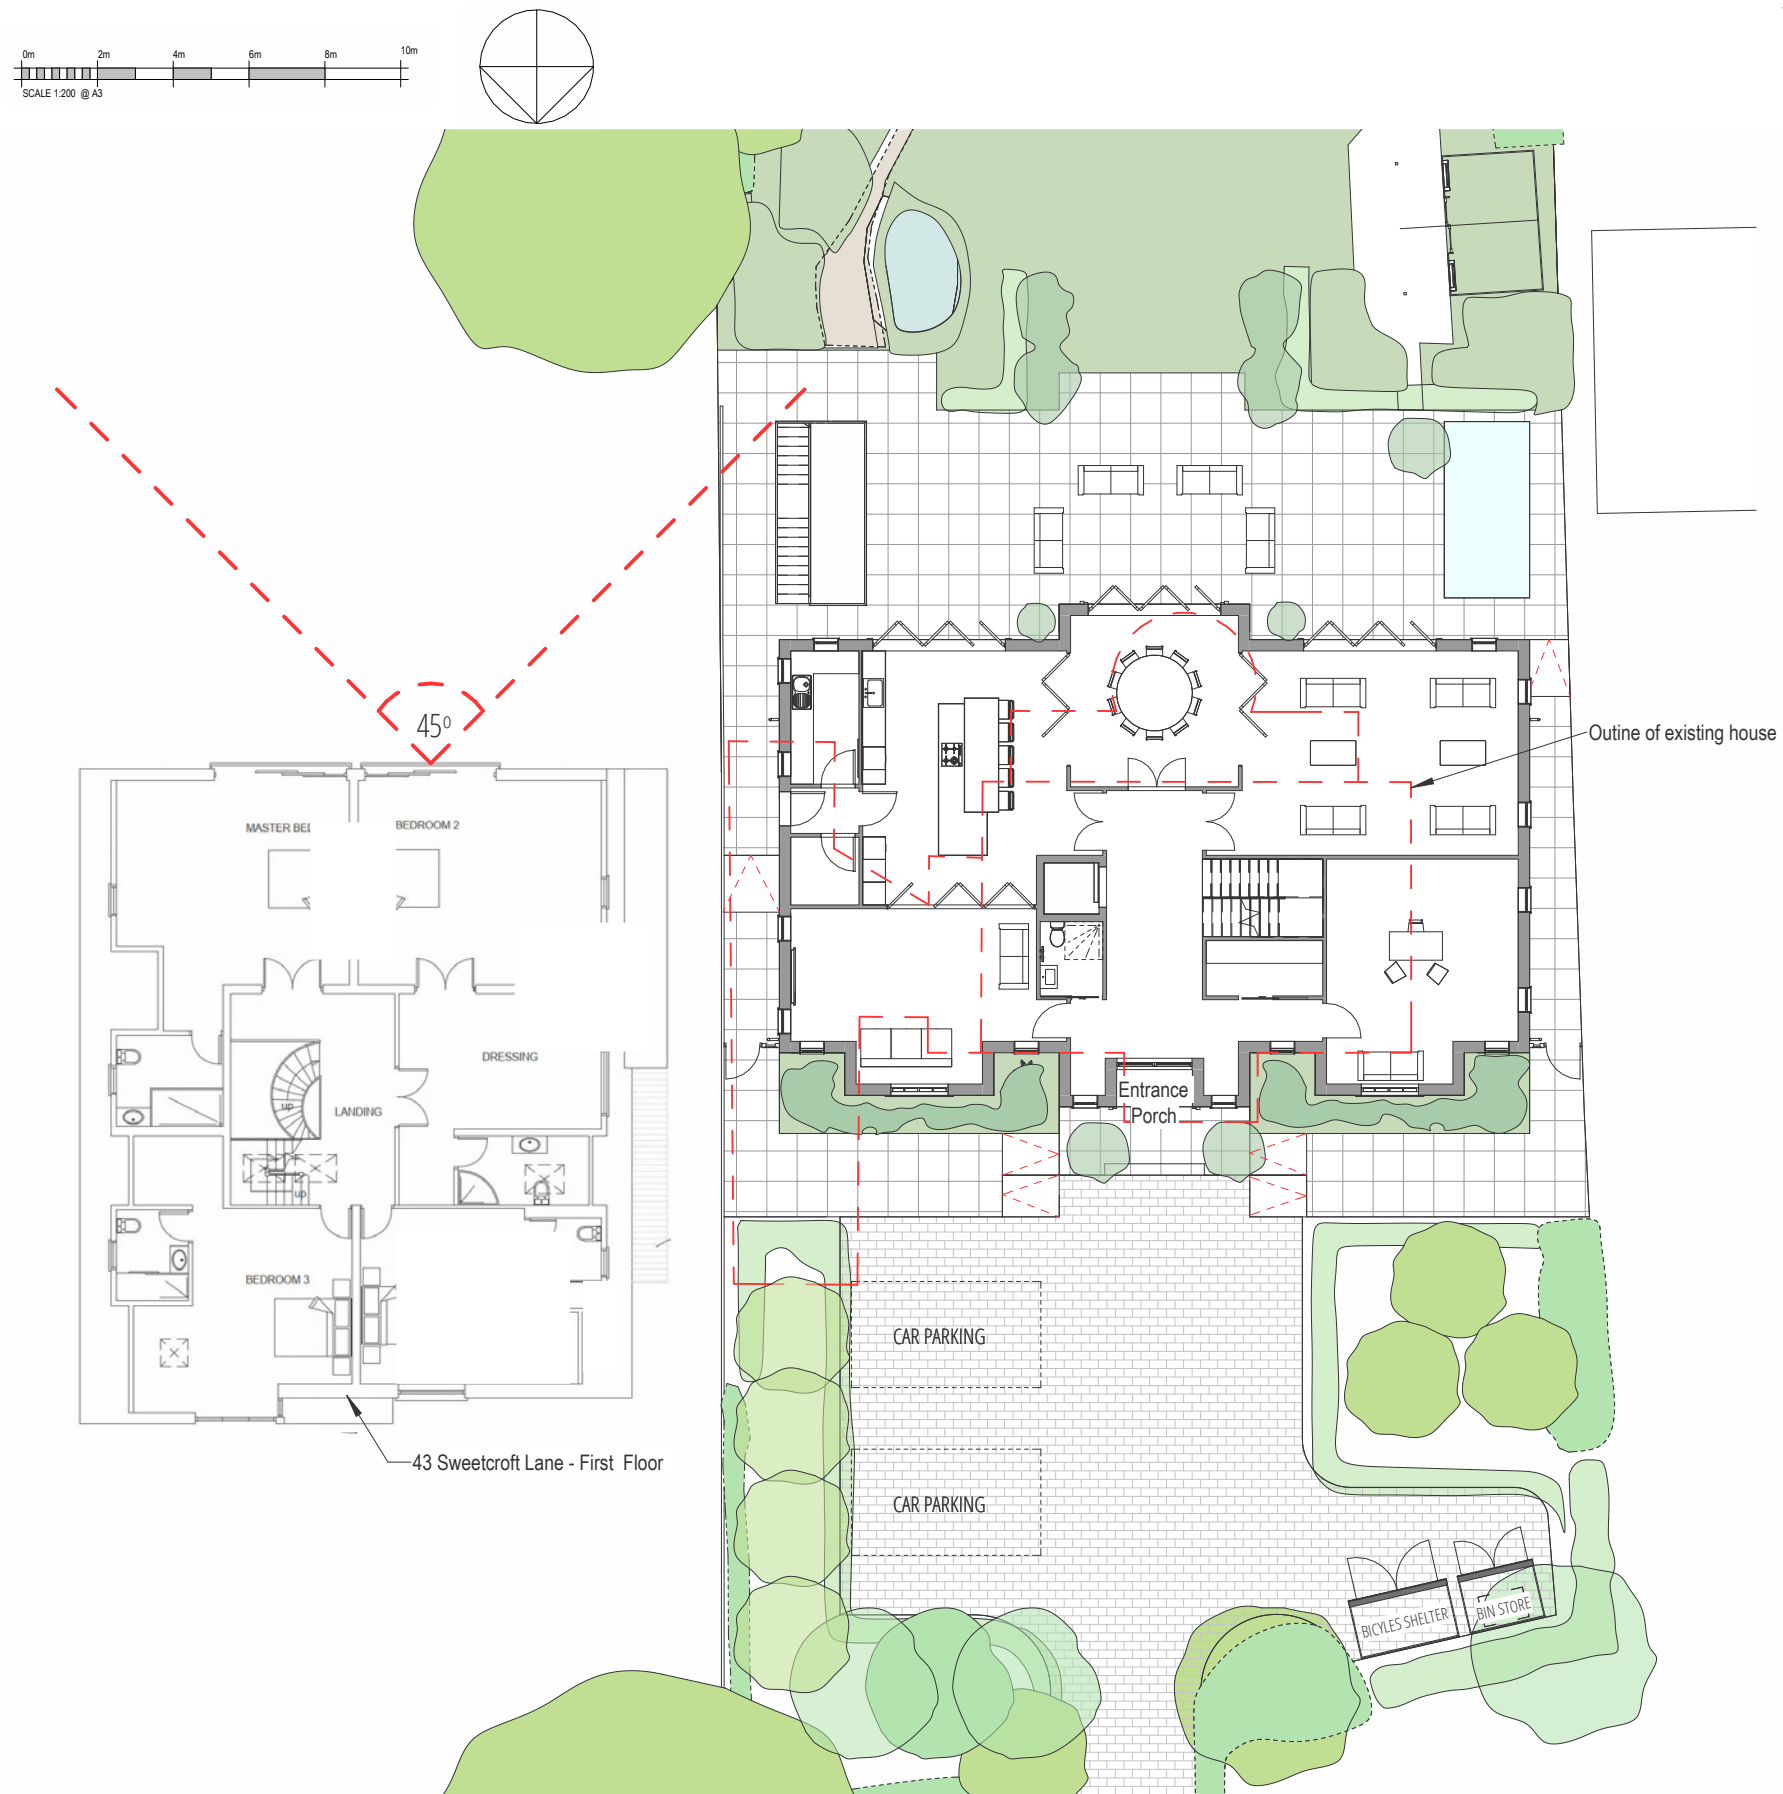 0m 2m 4m 6m 8m 10m
SCALE 1:200 @ A3
45⁰
Outine of existing house
MASTER BEI
BEDROOM 2
DRESSING
up
LANDING
up
BEDROOM 3
43 Sweetcroft Lane - First Floor
Entrance
Porch
CAR PARKING
CAR PARKING
BICYLES SHELTER
BIN STORE